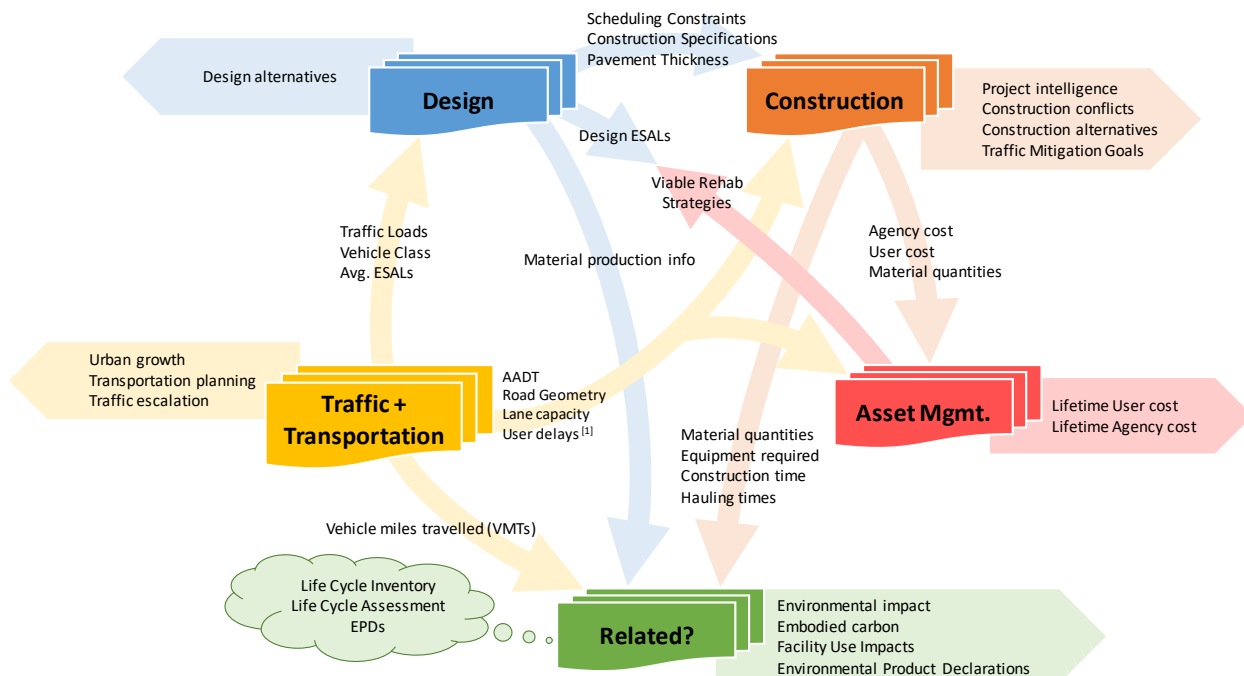 Scheduling Constraints
Construction Specifications
Pavement Thickness
Design alternatives
Design
Construction
Project intelligence
Construction conflicts
Construction alternatives
Traffic Mitigation Goals
Design ESALs
Viable Rehab
Strategies
Traffic Loads
Vehicle Class
Avg. ESALs
Material production info
Agency cost
User cost
Material quantities
Urban growth
Transportation planning
Traffic escalation
Traffic +
Transportation
AADT
Road Geometry
Lane capacity
User delays [1]
Asset Mgmt.
Lifetime User cost
Lifetime Agency cost
Material quantities
Equipment required
Construction time
Hauling times
Vehicle miles travelled (VMTs)
Life Cycle Inventory
Life Cycle Assessment
EPDs
Related?
Environmental impact
Embodied carbon
Facility Use Impacts
Environmental Product Declarations